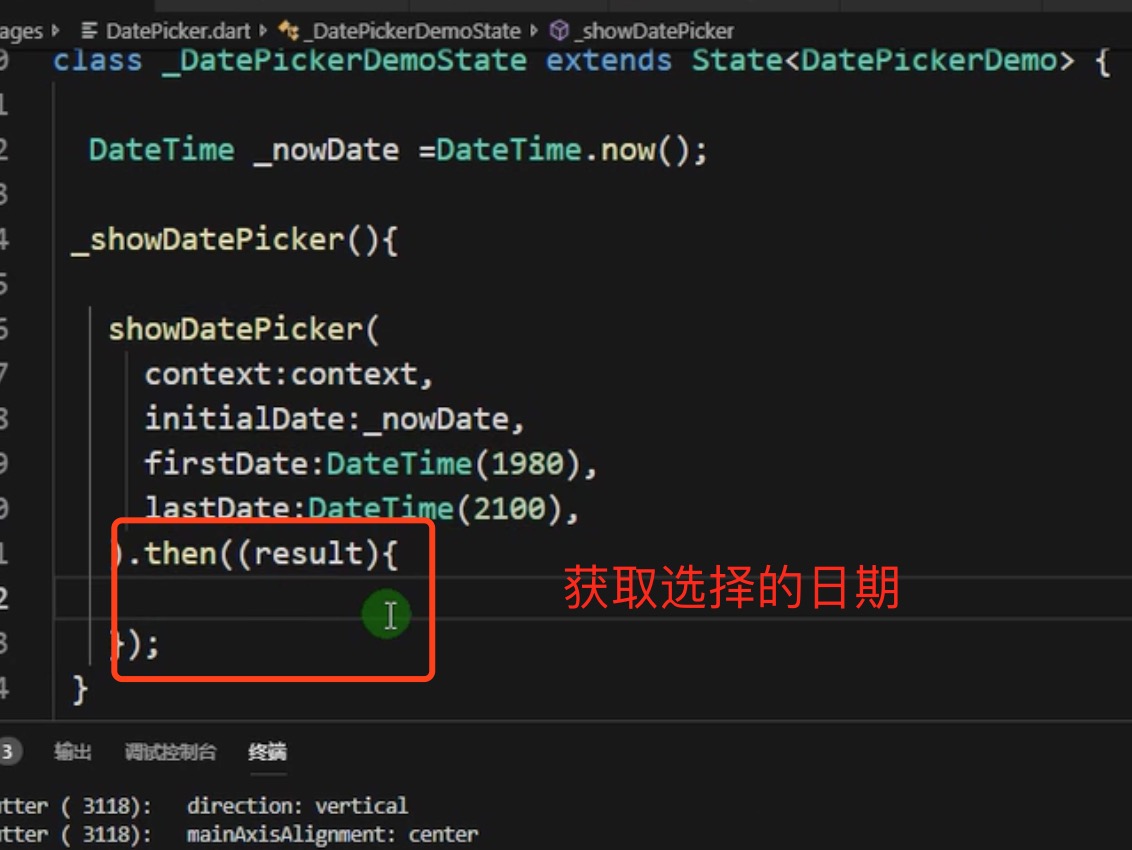 ages DatePicker.dart _DatePickerDemoState _showDatePicker
0 class _DatePickerDemoState extends State<DatePickerDemo> {
1
2 DateTime _nowDate =DateTime.now();
3
4 _showDatePicker(){
5
6 showDatePicker(
7 context:context,
8 initialDate:_nowDate,
9 firstDate:DateTime(1980),
0 lastDate:DateTime(2100),
1 ).then((result){
2
获取选择的日期
3 });
4 }
3 输出 调试控制台 终端
utter ( 3118): direction: vertical
utter ( 3118): mainAxisAlignment: center